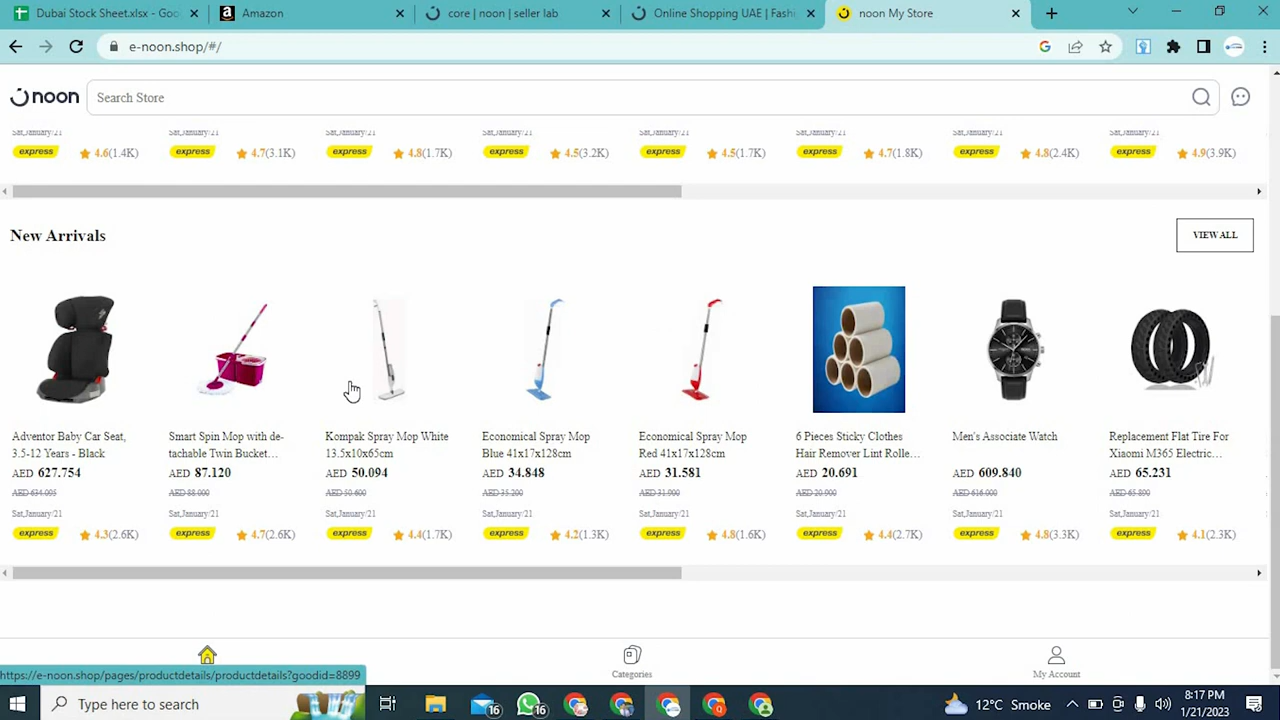 Dubai Stock Sheet.xlsx - Goo
Amazon
core | noon | seller lab
Online Shopping UAE | Fashi
noon My Store
e-noon.shop/#/
noon
Search Store
Sat,January/21 Sat,January/21 Sat,January/21 Sat,January/21 Sat,January/21 Sat,January/21 Sat,January/21 Sat,January/21
express 4.6(1.4K) express 4.7(3.1K) express 4.8(1.7K) express 4.5(3.2K) express 4.5(1.7K) express 4.7(1.8K) express 4.8(2.4K) express 4.9(3.9K)
New Arrivals
VIEW ALL
Adventor Baby Car Seat,
3.5-12 Years - Black
AED 627.754
AED 634.095
Sat,January/21
express 4.3(2.6K)
Smart Spin Mop with de-
tachable Twin Bucket…
AED 87.120
AED 88.000
Sat,January/21
express 4.7(2.6K)
Kompak Spray Mop White
13.5x10x65cm
AED 50.094
AED 50.600
Sat,January/21
express 4.4(1.7K)
Economical Spray Mop
Blue 41x17x128cm
AED 34.848
AED 35.200
Sat,January/21
express 4.2(1.3K)
Economical Spray Mop
Red 41x17x128cm
AED 31.581
AED 31.900
Sat,January/21
express 4.8(1.6K)
6 Pieces Sticky Clothes
Hair Remover Lint Rolle…
AED 20.691
AED 20.900
Sat,January/21
express 4.4(2.7K)
Men's Associate Watch
AED 609.840
AED 616.000
Sat,January/21
express 4.8(3.3K)
Replacement Flat Tire For
Xiaomi M365 Electric…
AED 65.231
AED 65.890
Sat,January/21
express 4.1(2.3K)
Categories
My Account
https://e-noon.shop/pages/productdetails/productdetails?goodid=8899
Type here to search
16
16
12°C Smoke
8:17 PM
1/21/2023